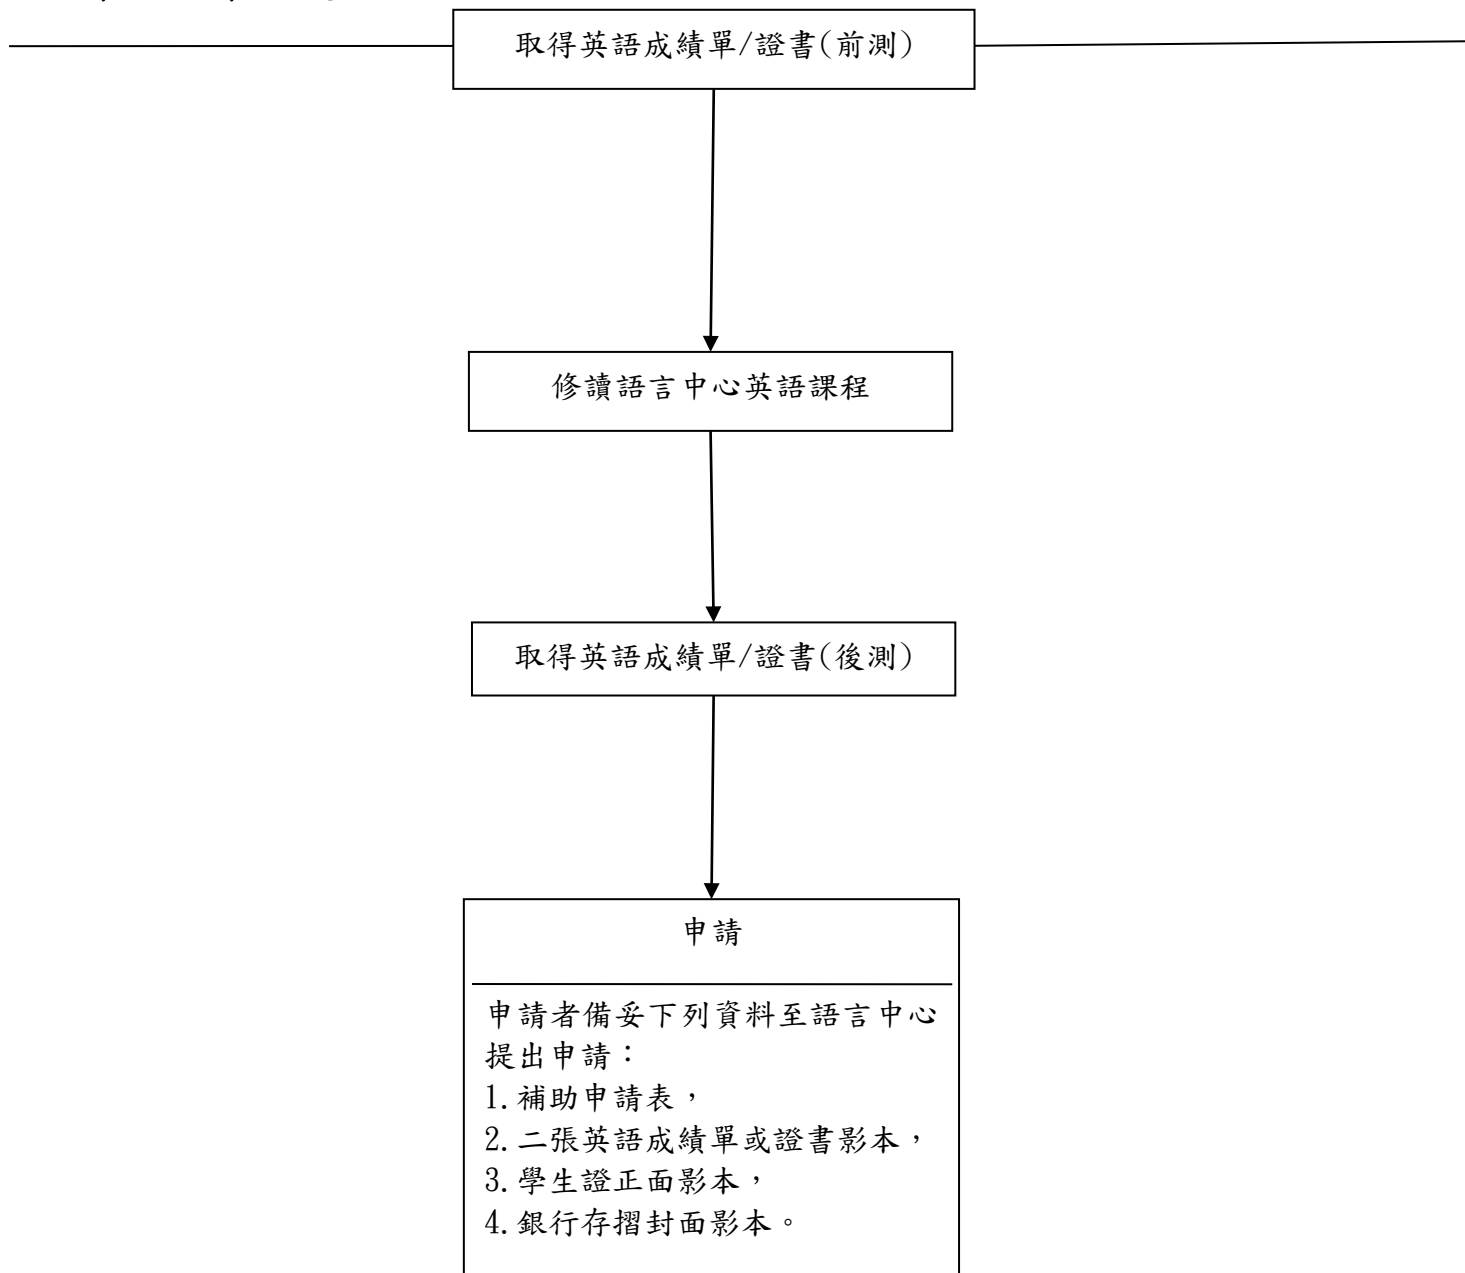 取得英語成績單/證書(前測)
修讀語言中心英語課程
取得英語成績單/證書(後測)
申請
申請者備妥下列資料至語言中心
提出申請：
1.補助申請表，
2.二張英語成績單或證書影本，
3.學生證正面影本，
4.銀行存摺封面影本。